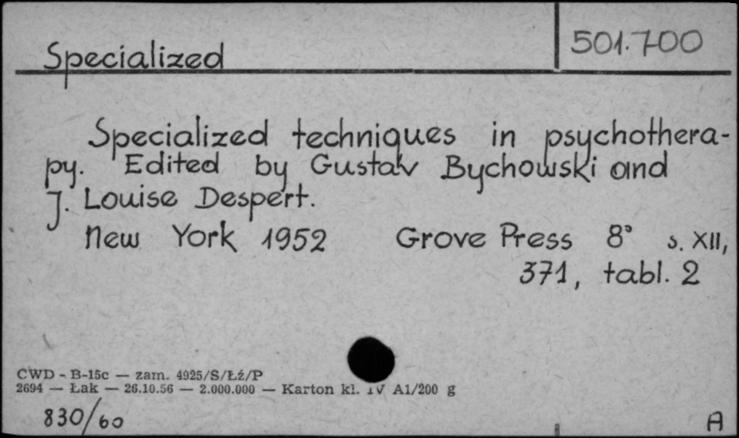 Specialized
501.700
Specialized techniques in psychothera-
py. Edited by Gustav Bychowski and
J. Louise Despert.
New York 1952 Grove Press 8° s. XII,
371, tabl. 2
CWD - B-15c — zam. 4925/S/Łź/P
2694 — Łak — 26.10.56 — 2.000.000 — Karton kl. IV A1/200 g
830/60
A